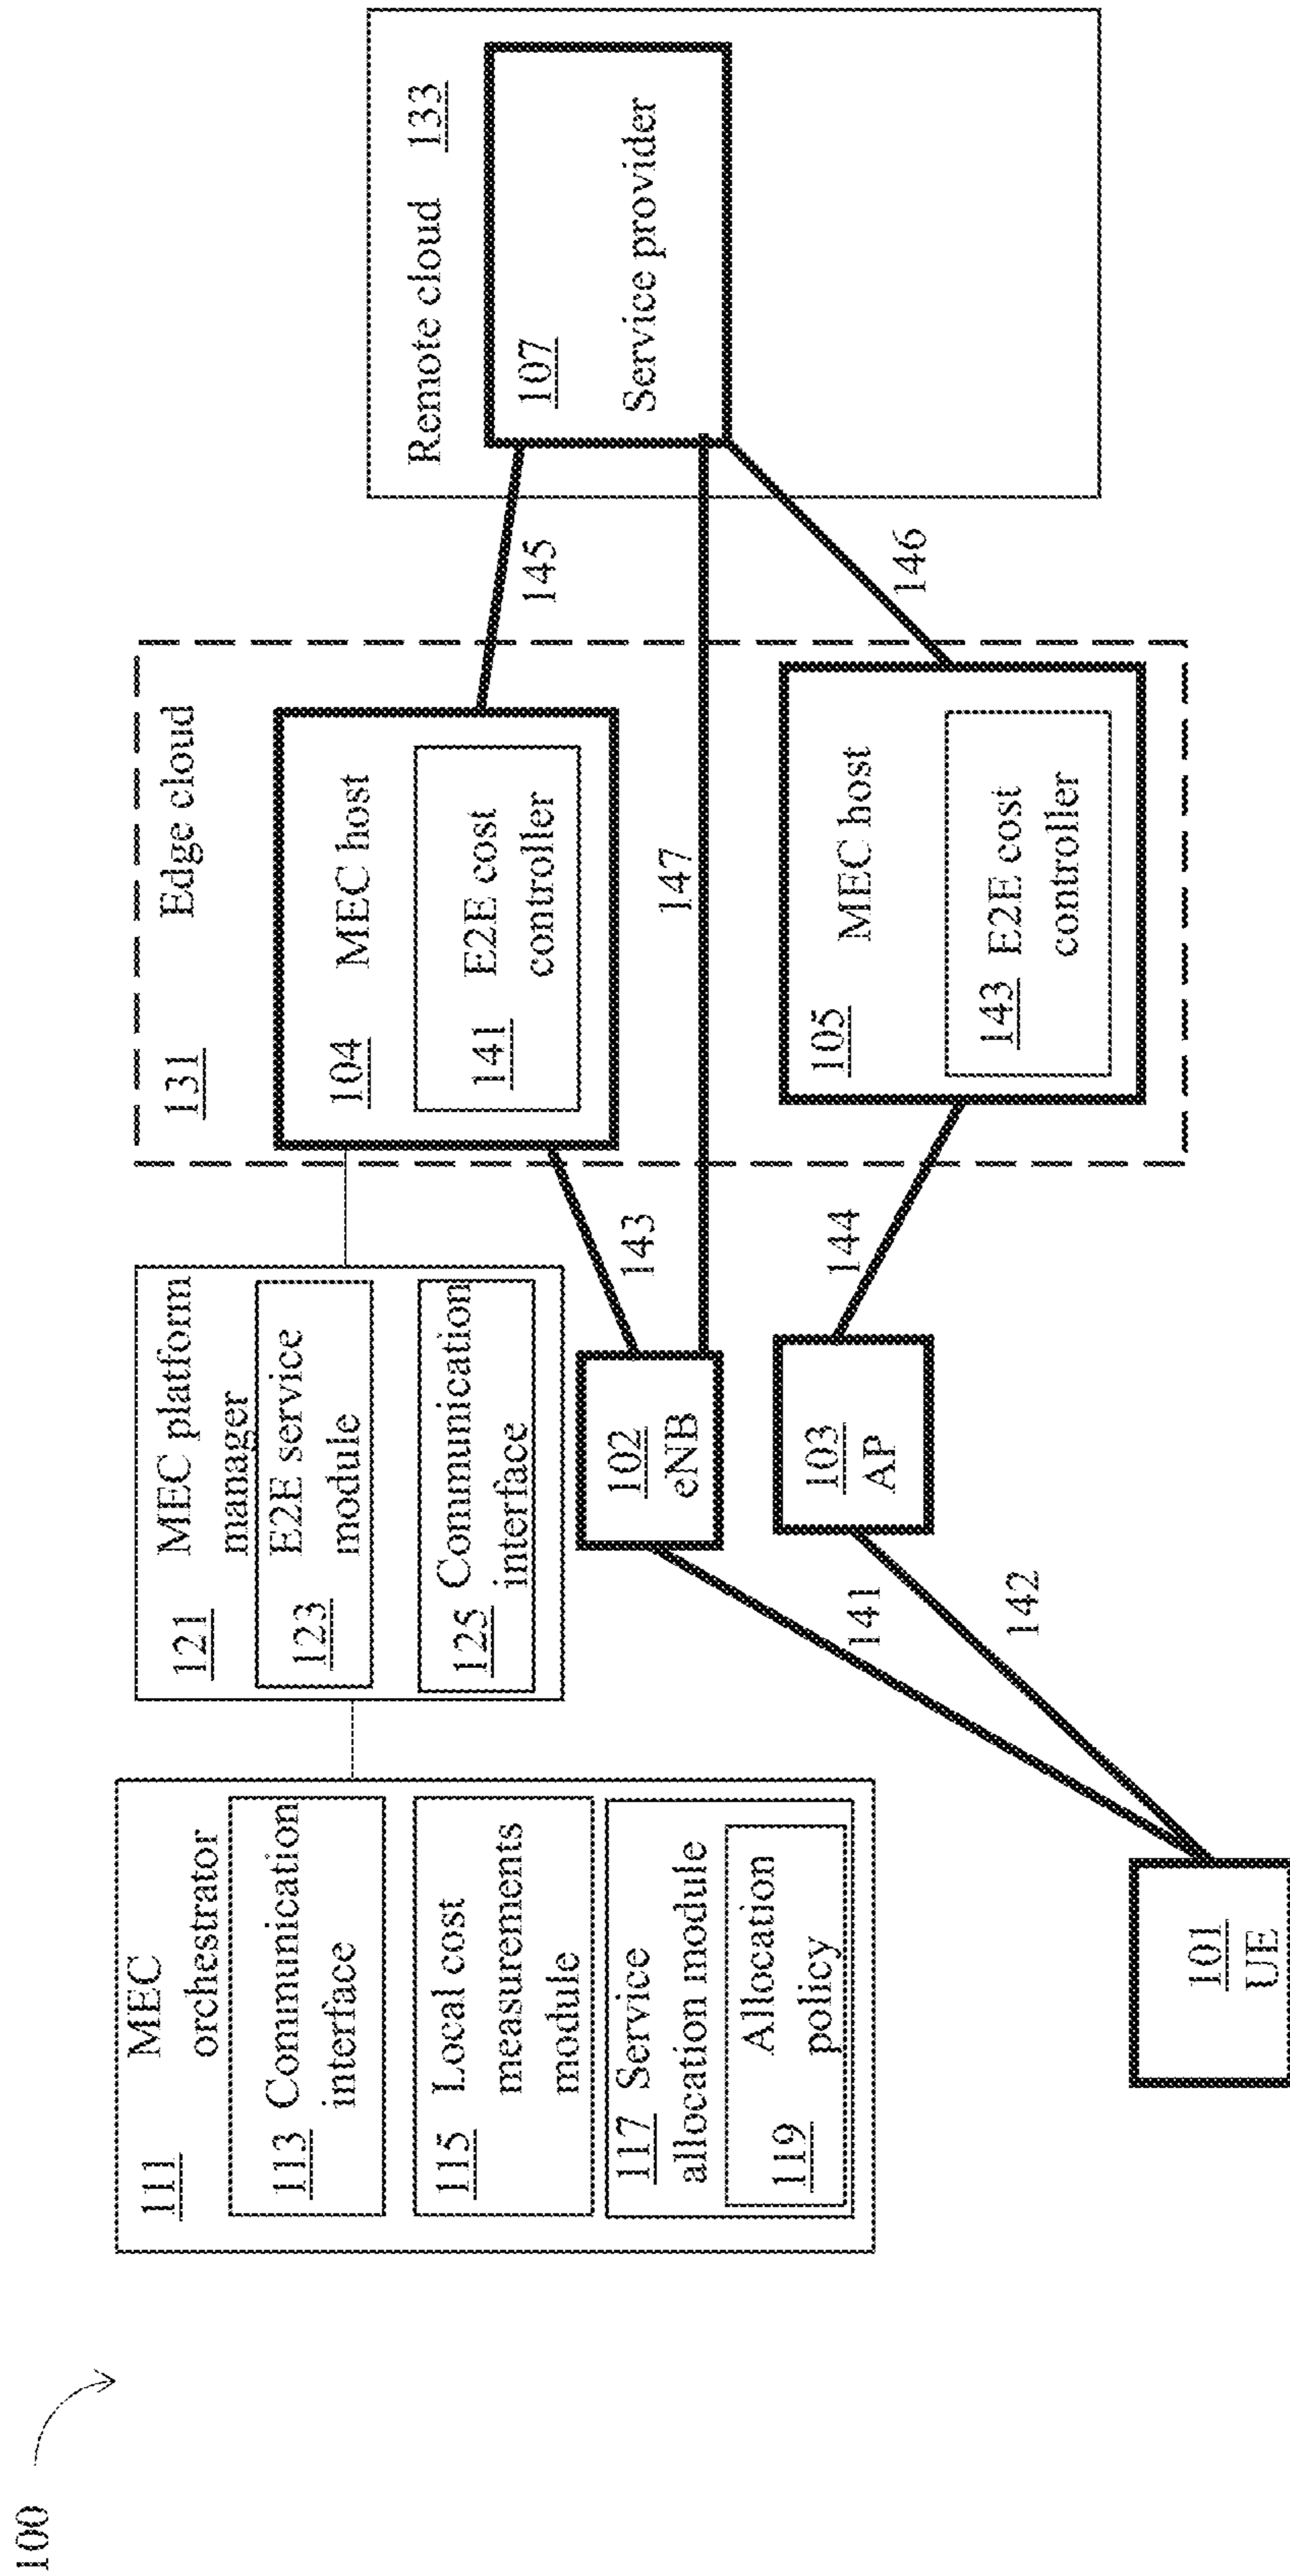 100
111 MEC
orchestrator
113 Communication
interface
115 Local cost
measurements
module
117 Service
allocation module
Allocation
119 policy
121 MEC platform
manager
E2E service
123 module
125 Communication
interface
131 Edge cloud
104 MEC host
141 E2E cost
controller
105 MEC host
143 E2E cost
controller
Remote cloud 133
107
Service provider
102
eNB
103
AP
101
UE
141
142
143
144
145
146
147